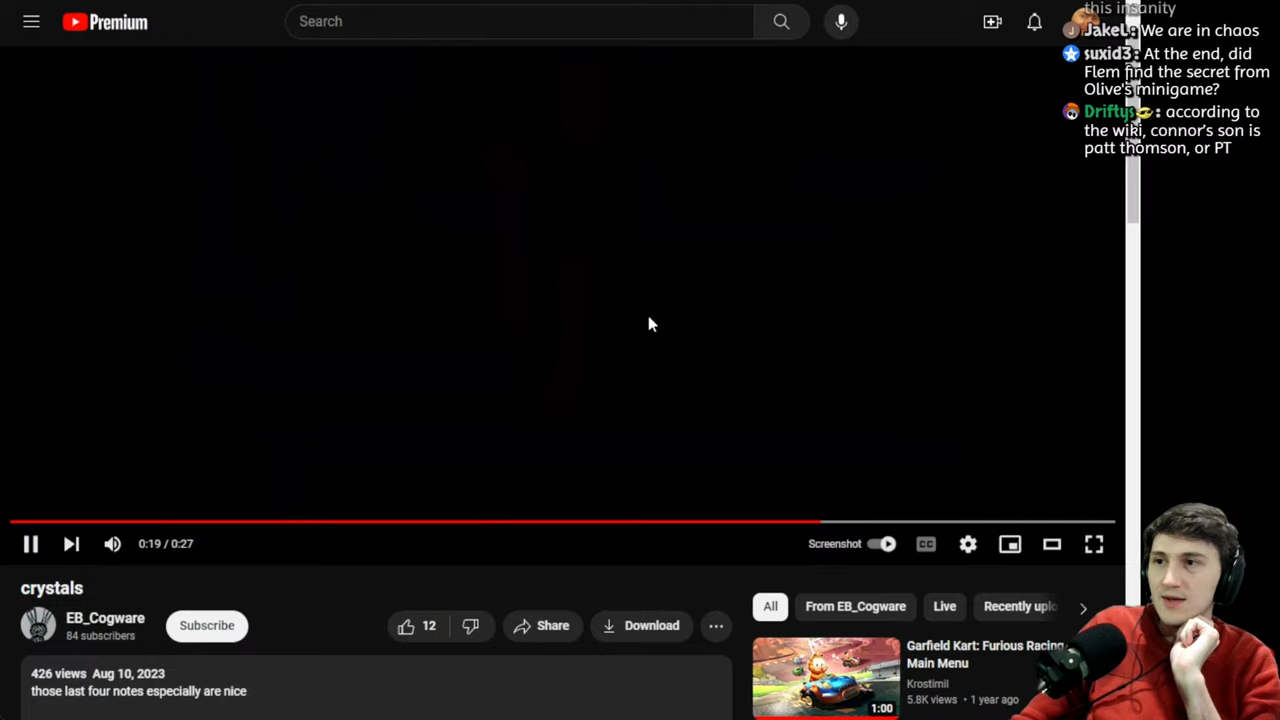 Premium
Search
this insanity
JakeL: We are in chaos
suxid3: At the end, did
Flem find the secret from
Olive's minigame?
Driftys: according to
the wiki, connor's son is
patt thomson, or PT
0:19 / 0:27
Screenshot
CC
crystals
EB_Cogware
84 subscribers
Subscribe
12
Share
Download
All
From EB_Cogware
Live
Recently uplo
426 views Aug 10, 2023
those last four notes especially are nice
Garfield Kart: Furious Racing
Main Menu
Krostimil
5.8K views • 1 year ago
1:00